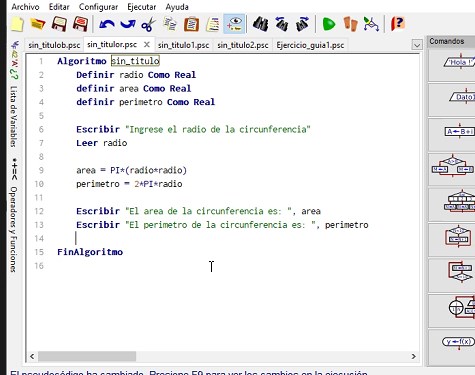 Archivo Editar Configurar Ejecutar Ayuda
sin_titulob.psc sin_titulor.psc sin_titulo1.psc sin_titulo2.psc Ejercicio_guia1.psc
Comandos
Lista de Variables
Operadores y Funciones
1 Algoritmo sin_titulo
2 Definir radio Como Real
3 definir area Como Real
4 definir perimetro Como Real
5
6 Escribir "Ingrese el radio de la circunferencia"
7 Leer radio
8
9 area = PI*(radio*radio)
10 perimetro = 2*PI*radio
11
12 Escribir "El area de la circunferencia es: ", area
13 Escribir "El perimetro de la circunferencia es: ", perimetro
14
15 FinAlgoritmo
16
'Hola !'
Dato
A←B+i
y←f(x)
El pseudocódigo ha cambiado. Presione F9 para ver los cambios en la ejecución.